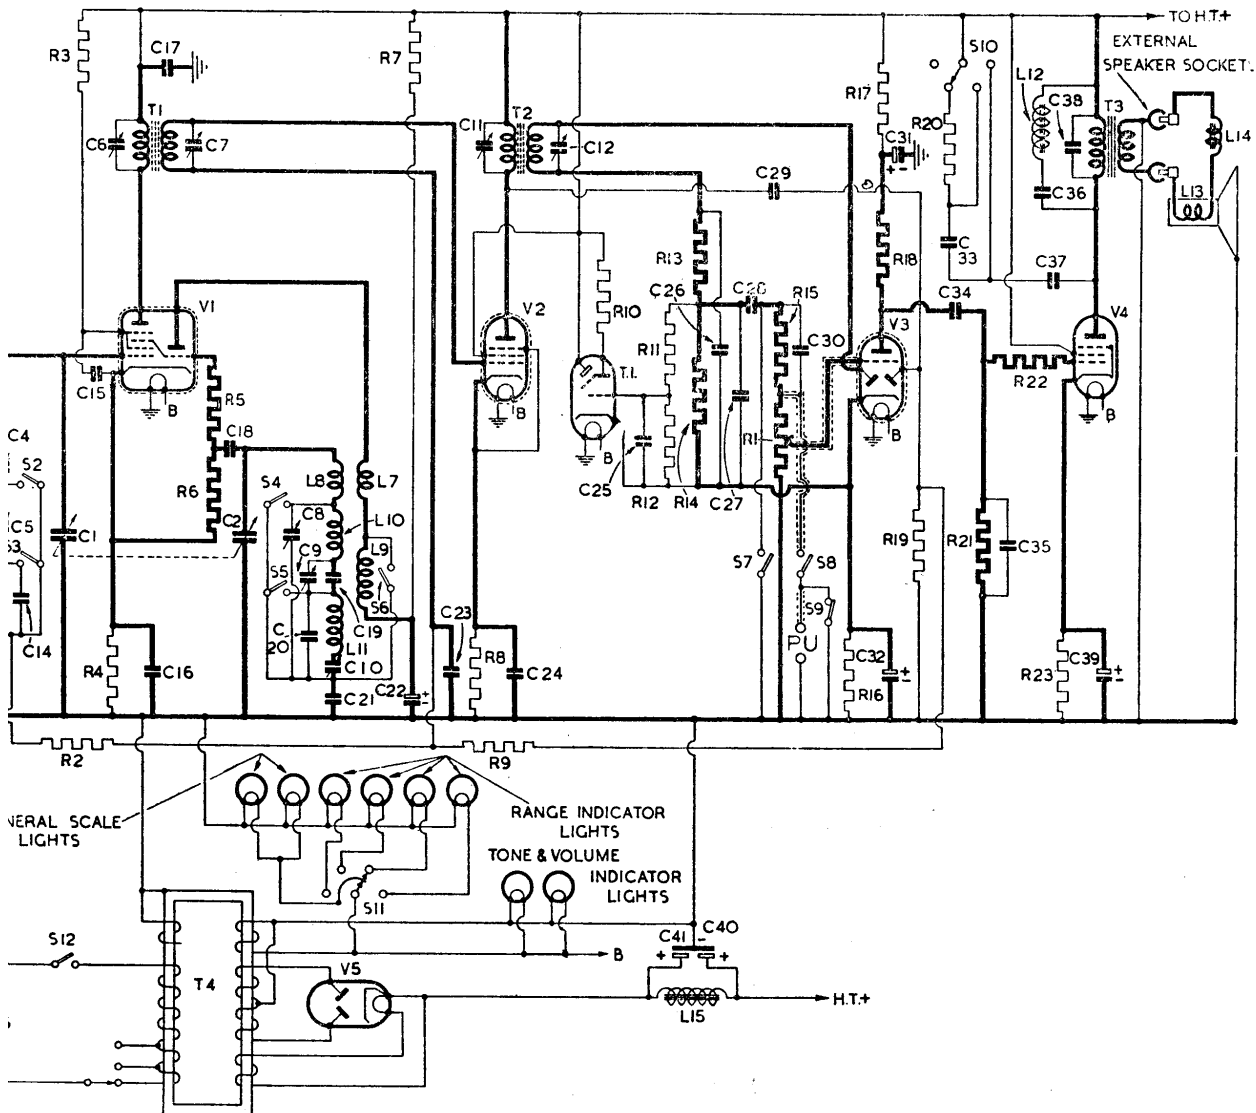 TO H.T.+
EXTERNAL
SPEAKER SOCKET.
R3
C17
R7
S10
L12
C38
T3
R17
T1
T2
C11
C6
C7
C12
C31
+ -
R20
L14
C29
C36
L13
R13
R18
C
33
C37
V1
V2
R10
C26
C28
R15
V3
C34
V4
C30
R11
T.I.
R22
C15
B
R5
B
B
B
B
C4
C18
R1
S2
R6
L8
L7
C25
R12
R14
C27
S4
C5
C1
C2
C8
L10
S3
C9
L9
S7
S8
R19
R21
C35
S5
S6
C19
C23
S9
C14
C
20
L11
PU
R4
C16
C10
R8
C24
C32
+
-
R23
C39
+
-
C21
C22
+
-
R16
R2
R9
NERAL SCALE
LIGHTS
RANGE INDICATOR
LIGHTS
TONE & VOLUME
INDICATOR
LIGHTS
S11
S12
C41
-
C40
+
+
B
V5
T4
H.T.+
L15